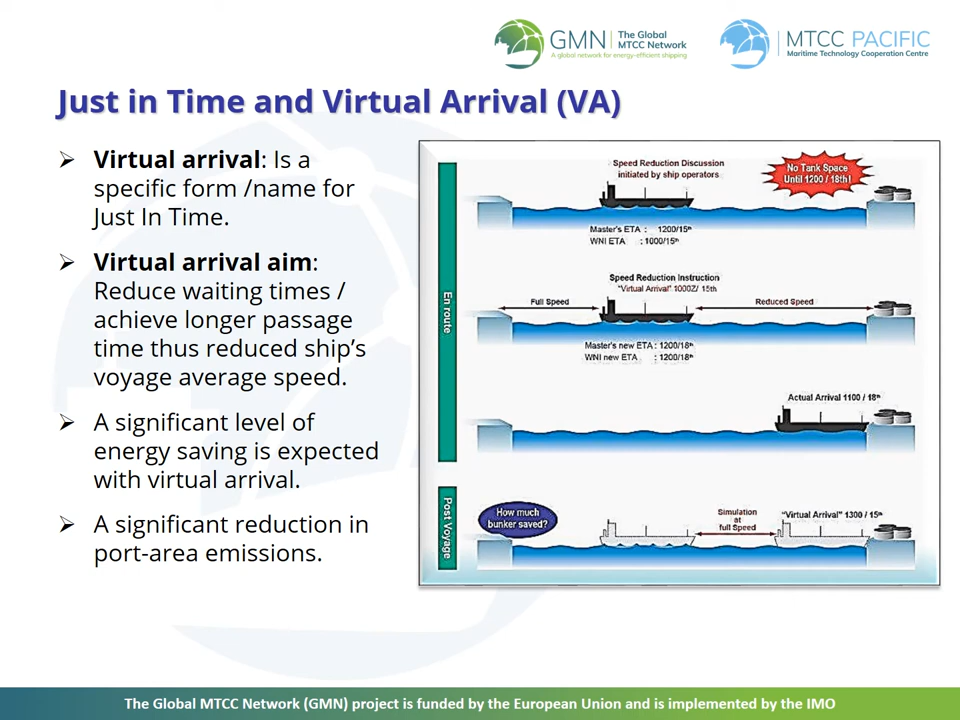 GMN | The Global
MTCC Network
A global network for energy-efficient shipping
MTCC PACIFIC
Maritime Technology Cooperation Centre
Just in Time and Virtual Arrival (VA)
Virtual arrival: Is a
specific form /name for
Just In Time.
Virtual arrival aim:
Reduce waiting times /
achieve longer passage
time thus reduced ship’s
voyage average speed.
A significant level of
energy saving is expected
with virtual arrival.
A significant reduction in
port-area emissions.
En route
Speed Reduction Discussion
initiated by ship operators
No Tank Space
Until 1200 / 18th!
Master's ETA : 1200/15th
WNI ETA : 1000/15th
Speed Reduction Instruction
"Virtual Arrival" 1000Z/ 15th
Full Speed
Reduced Speed
Master's new ETA : 1200/18th
WNI new ETA : 1200/18th
Actual Arrival 1100 / 18th
Post Voyage
How much
bunker saved?
Simulation
at
full Speed
"Virtual Arrival" 1300 / 15th
The Global MTCC Network (GMN) project is funded by the European Union and is implemented by the IMO